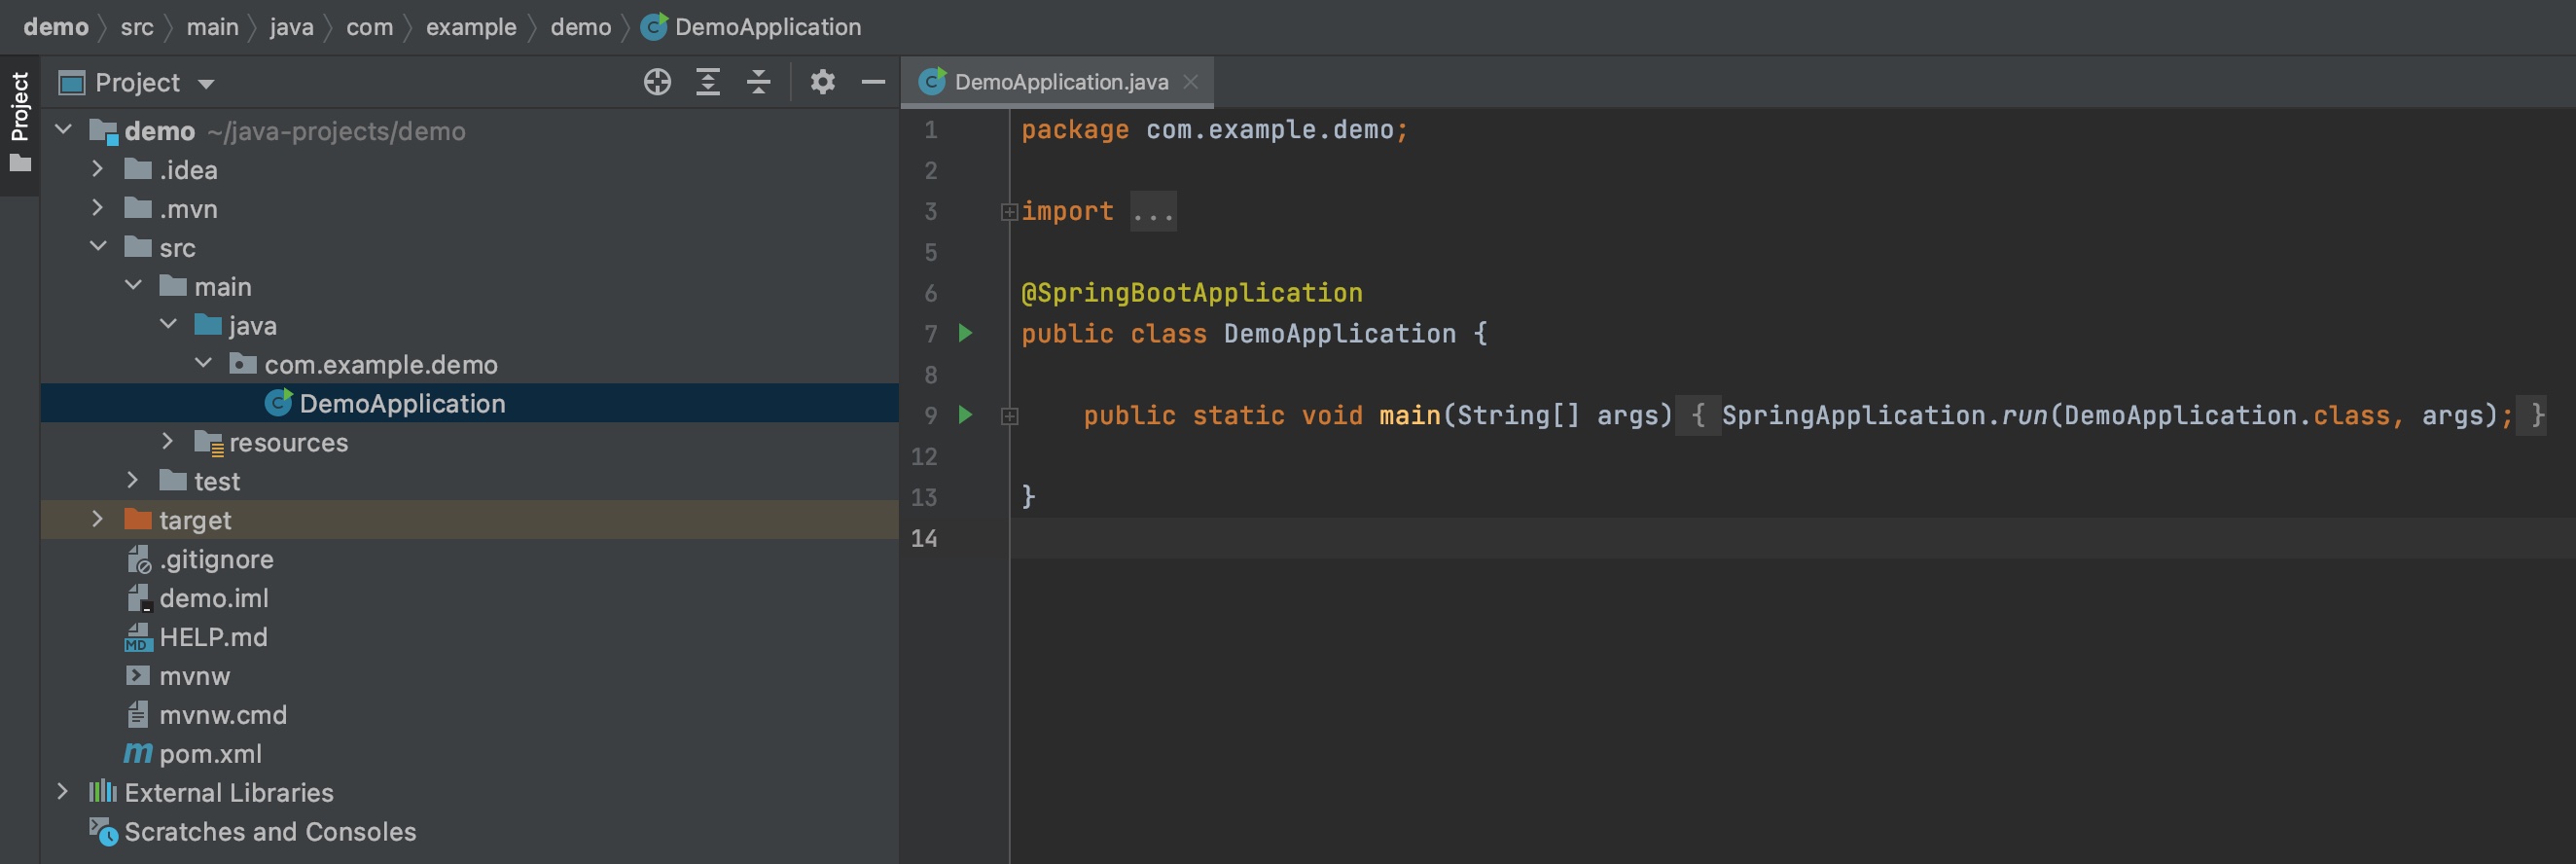 demo src main java com example demo DemoApplication
Project
Project
demo ~/java-projects/demo
.idea
.mvn
src
main
java
com.example.demo
DemoApplication
resources
test
target
.gitignore
demo.iml
HELP.md
mvnw
mvnw.cmd
pom.xml
External Libraries
Scratches and Consoles
DemoApplication.java
1 package com.example.demo;
2
3 import ...
5
6 @SpringBootApplication
7 public class DemoApplication {
8
9 public static void main(String[] args) { SpringApplication.run(DemoApplication.class, args); }
12
13 }
14